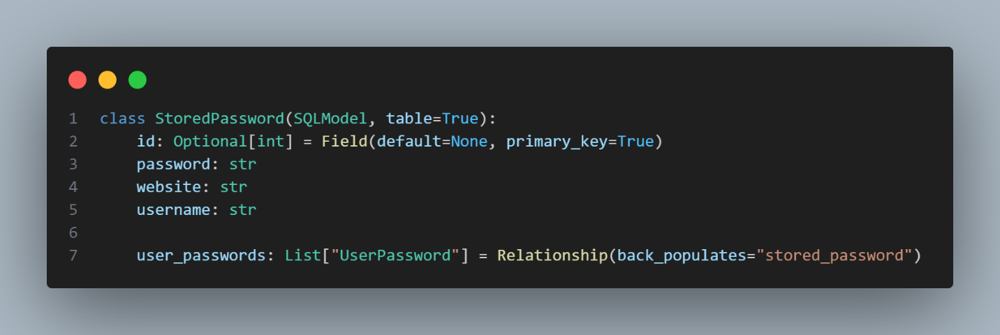 1 class StoredPassword(SQLModel, table=True):
2     id: Optional[int] = Field(default=None, primary_key=True)
3     password: str
4     website: str
5     username: str
6
7     user_passwords: List["UserPassword"] = Relationship(back_populates="stored_password")